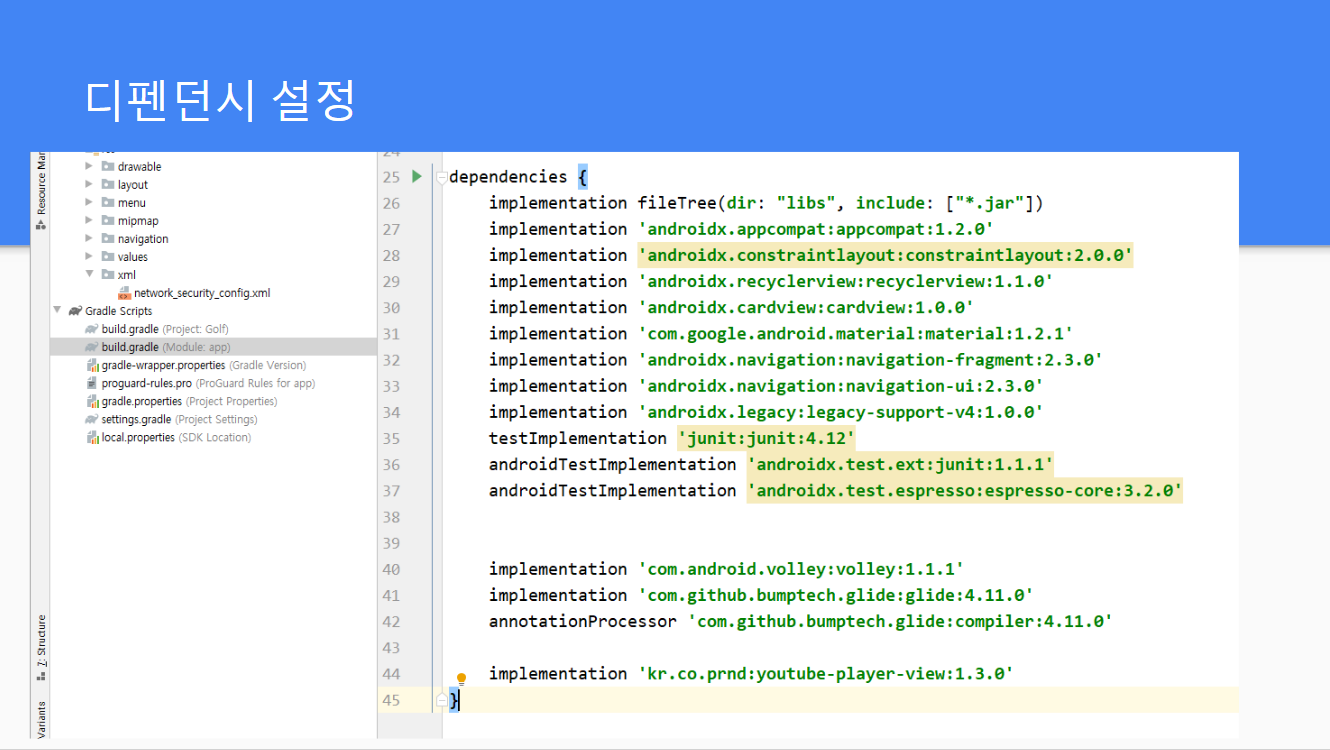 디펜던시 설정
Resource Mar
drawable
layout
menu
mipmap
navigation
values
xml
network_security_config.xml
Gradle Scripts
build.gradle (Project: Golf)
build.gradle (Module: app)
gradle-wrapper.properties (Gradle Version)
proguard-rules.pro (ProGuard Rules for app)
gradle.properties (Project Properties)
settings.gradle (Project Settings)
local.properties (SDK Location)
7: Structure
Variants
24
25 dependencies {
26 implementation fileTree(dir: "libs", include: ["*.jar"])
27 implementation 'androidx.appcompat:appcompat:1.2.0'
28 implementation 'androidx.constraintlayout:constraintlayout:2.0.0'
29 implementation 'androidx.recyclerview:recyclerview:1.1.0'
30 implementation 'androidx.cardview:cardview:1.0.0'
31 implementation 'com.google.android.material:material:1.2.1'
32 implementation 'androidx.navigation:navigation-fragment:2.3.0'
33 implementation 'androidx.navigation:navigation-ui:2.3.0'
34 implementation 'androidx.legacy:legacy-support-v4:1.0.0'
35 testImplementation 'junit:junit:4.12'
36 androidTestImplementation 'androidx.test.ext:junit:1.1.1'
37 androidTestImplementation 'androidx.test.espresso:espresso-core:3.2.0'
38
39
40 implementation 'com.android.volley:volley:1.1.1'
41 implementation 'com.github.bumptech.glide:glide:4.11.0'
42 annotationProcessor 'com.github.bumptech.glide:compiler:4.11.0'
43
44 implementation 'kr.co.prnd:youtube-player-view:1.3.0'
45 }